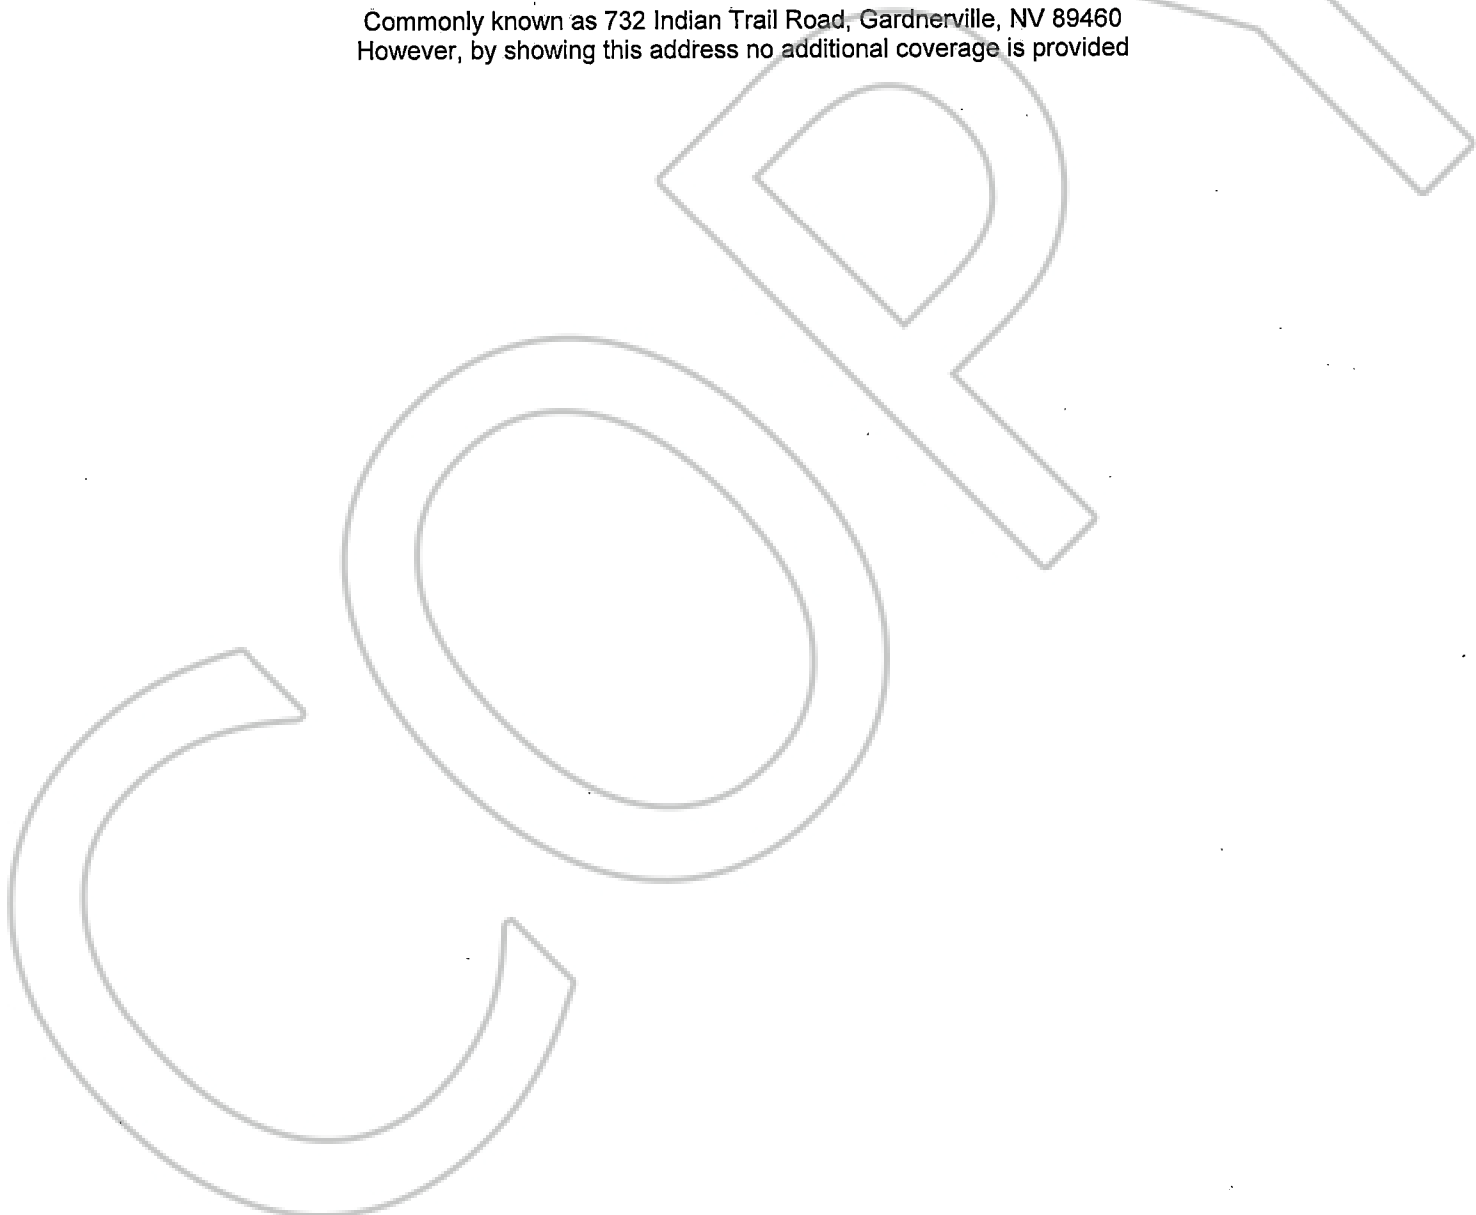 Commonly known as 732 Indian Trail Road, Gardnerville, NV 89460
However, by showing this address no additional coverage is provided
COPY